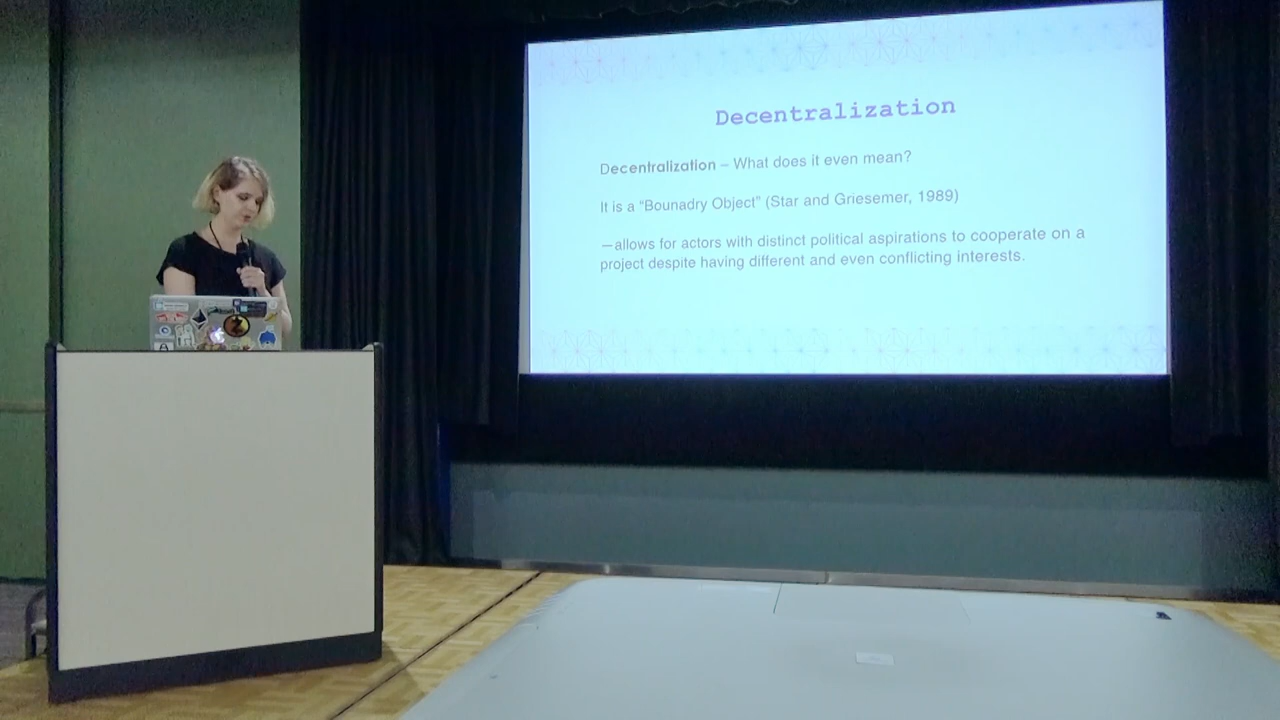 Decentralization
Decentralization – What does it even mean?
It is a “Bounadry Object” (Star and Griesemer, 1989)
—allows for actors with distinct political aspirations to cooperate on a
project despite having different and even conflicting interests.